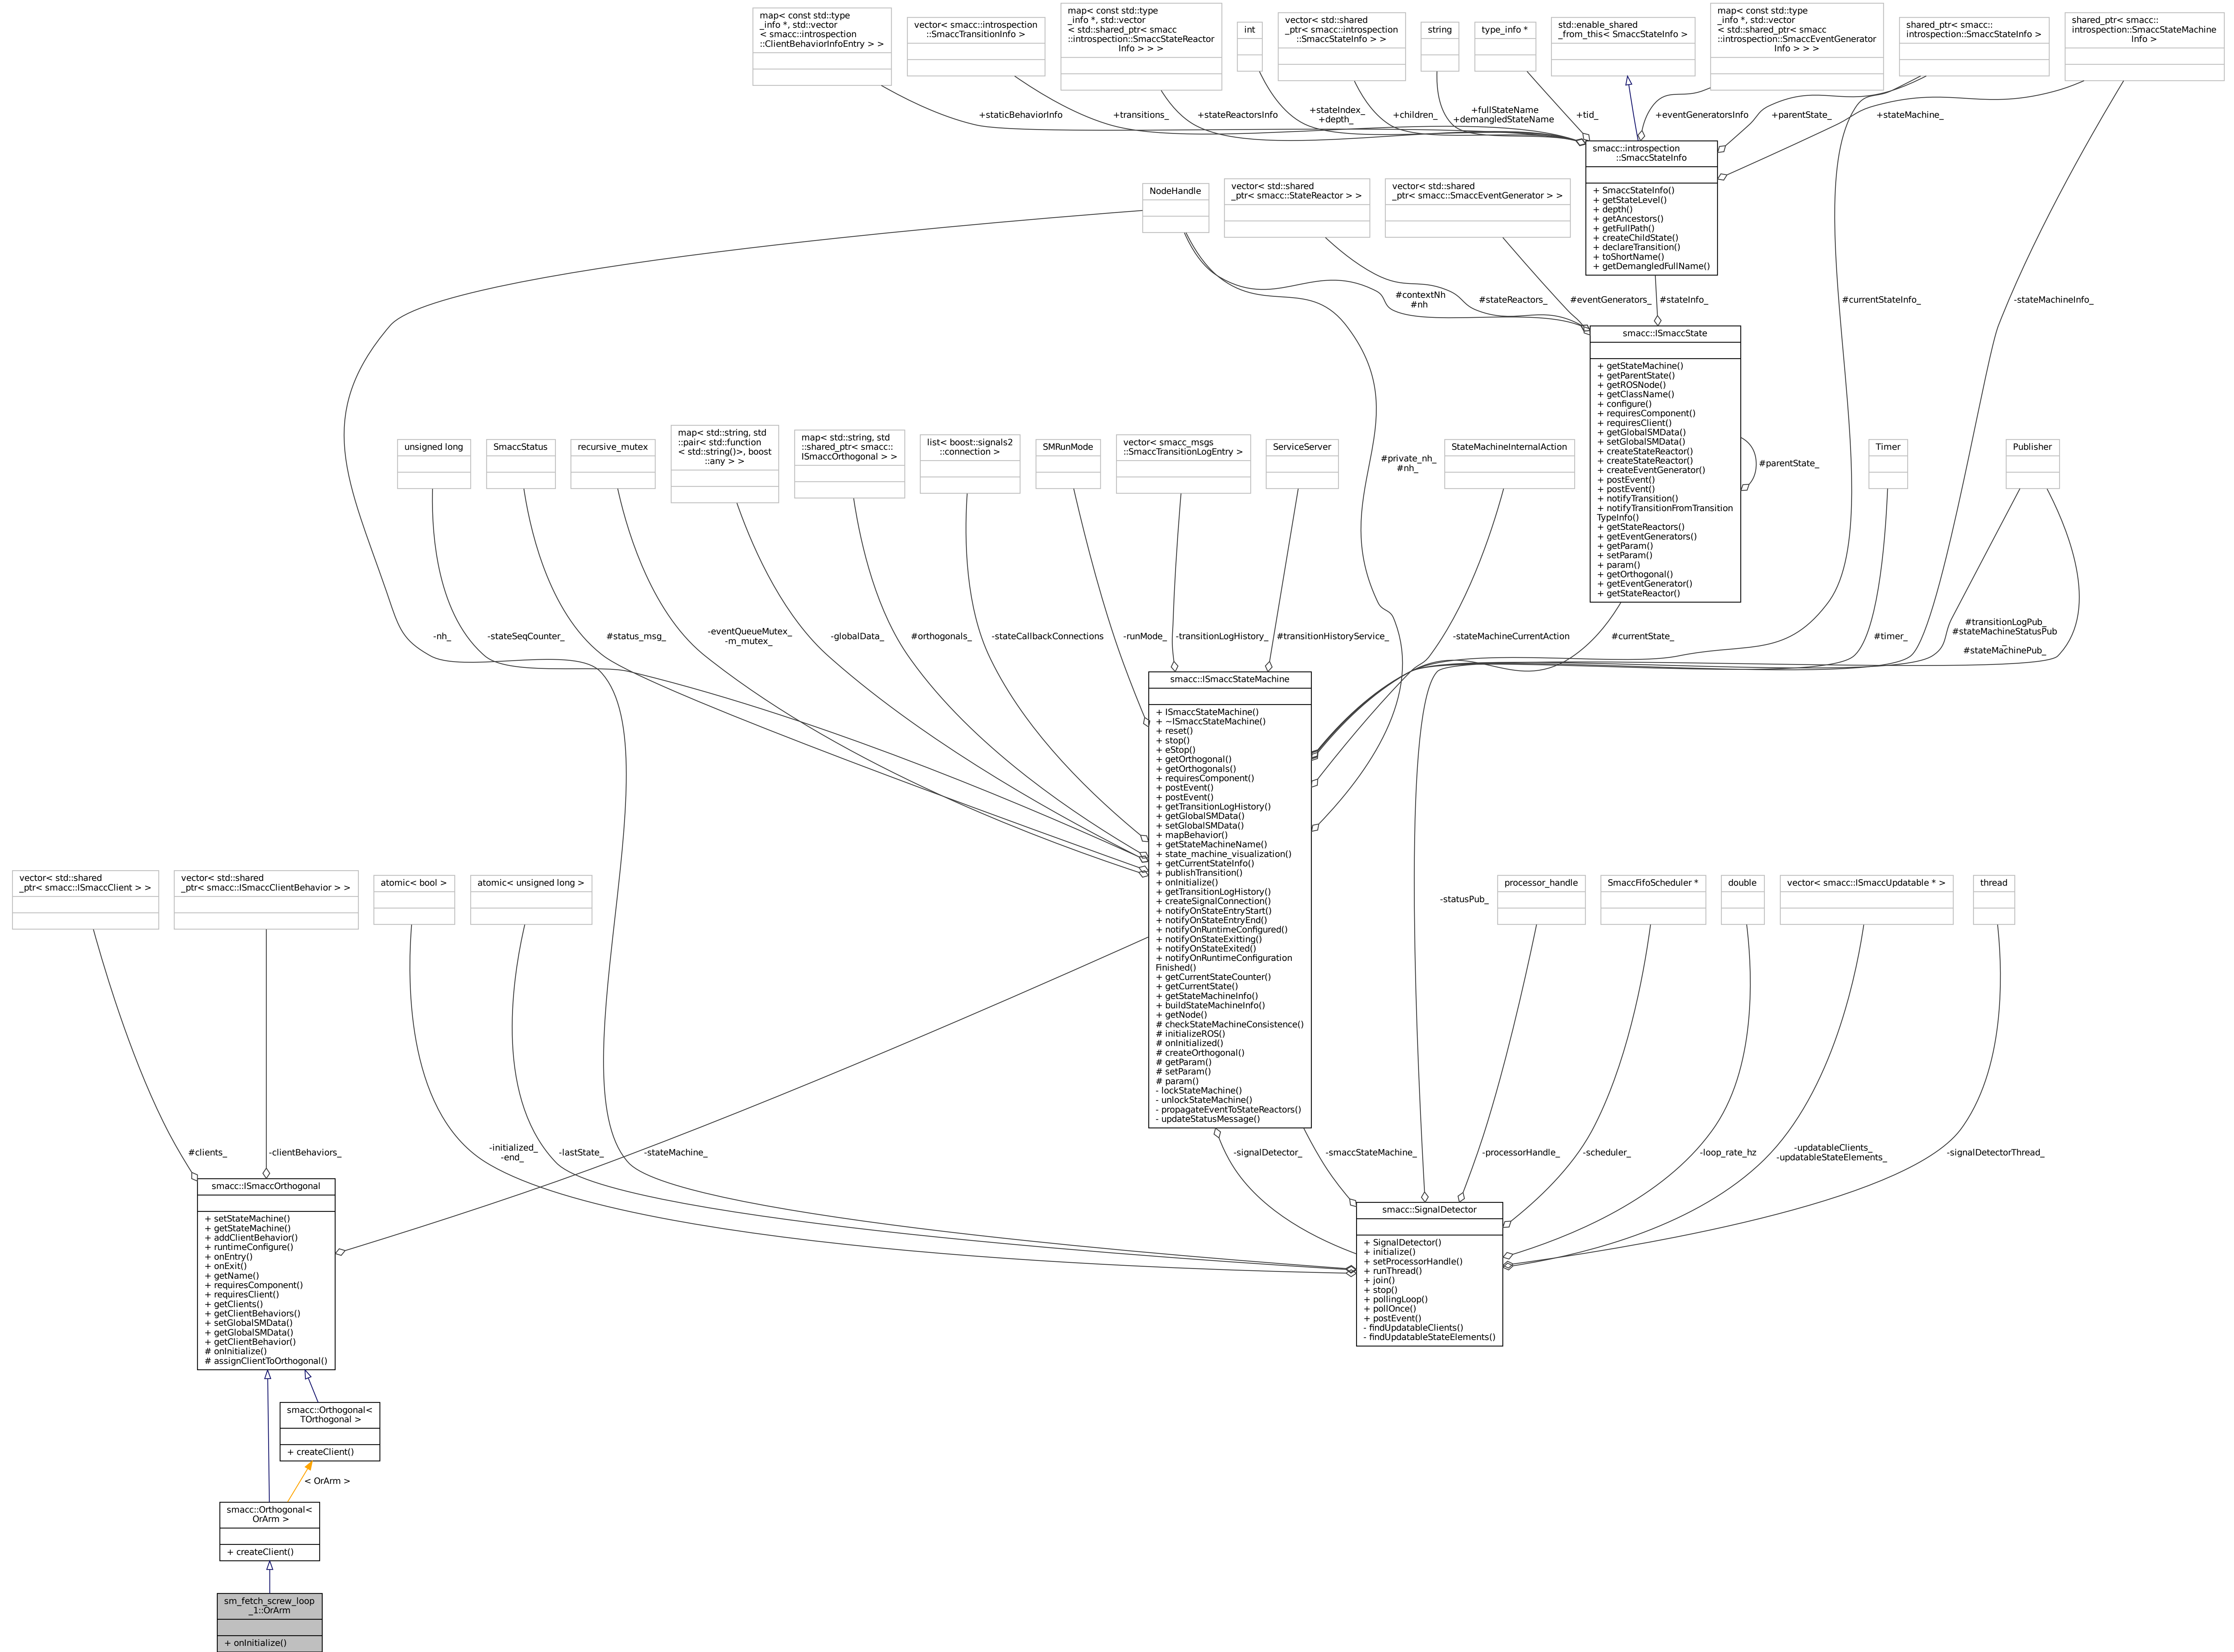 map< const std::type
_info *, std::vector
< smacc::introspection
::ClientBehaviorInfoEntry > >
vector< smacc::introspection
::SmaccTransitionInfo >
map< const std::type
_info *, std::vector
< std::shared_ptr< smacc
::introspection::SmaccStateReactor
Info > > >
int
vector< std::shared
_ptr< smacc::introspection
::SmaccStateInfo > >
string
type_info *
std::enable_shared
_from_this< SmaccStateInfo >
map< const std::type
_info *, std::vector
< std::shared_ptr< smacc
::introspection::SmaccEventGenerator
Info > > >
shared_ptr< smacc::
introspection::SmaccStateInfo >
shared_ptr< smacc::
introspection::SmaccStateMachine
Info >
+staticBehaviorInfo
+transitions_
+stateReactorsInfo
+stateIndex_
+depth_
+children_
+fullStateName
+demangledStateName
+tid_
+eventGeneratorsInfo
+parentState_
+stateMachine_
smacc::introspection
::SmaccStateInfo
+ SmaccStateInfo()
+ getStateLevel()
+ depth()
+ getAncestors()
+ getFullPath()
+ createChildState()
+ declareTransition()
+ toShortName()
+ getDemangledFullName()
NodeHandle
vector< std::shared
_ptr< smacc::StateReactor > >
vector< std::shared
_ptr< smacc::SmaccEventGenerator > >
#contextNh
#nh
#stateReactors_
#eventGenerators_
#stateInfo_
#currentStateInfo_
-stateMachineInfo_
smacc::ISmaccState
+ getStateMachine()
+ getParentState()
+ getROSNode()
+ getClassName()
+ configure()
+ requiresComponent()
+ requiresClient()
+ getGlobalSMData()
+ setGlobalSMData()
+ createStateReactor()
+ createStateReactor()
+ createEventGenerator()
+ postEvent()
+ postEvent()
+ notifyTransition()
+ notifyTransitionFromTransition
TypeInfo()
+ getStateReactors()
+ getEventGenerators()
+ getParam()
+ setParam()
+ param()
+ getOrthogonal()
+ getEventGenerator()
+ getStateReactor()
#parentState_
unsigned long
SmaccStatus
recursive_mutex
map< std::string, std
::pair< std::function
< std::string()>, boost
::any > >
map< std::string, std
::shared_ptr< smacc::
ISmaccOrthogonal > >
list< boost::signals2
::connection >
SMRunMode
vector< smacc_msgs
::SmaccTransitionLogEntry >
ServiceServer
#private_nh_
#nh_
StateMachineInternalAction
Timer
Publisher
-nh_
-stateSeqCounter_
#status_msg_
-eventQueueMutex_
-m_mutex_
-globalData_
#orthogonals_
-stateCallbackConnections
-runMode_
-transitionLogHistory_
#transitionHistoryService_
-stateMachineCurrentAction
#currentState_
#timer_
#transitionLogPub_
#stateMachineStatusPub
_
#stateMachinePub_
smacc::ISmaccStateMachine
+ ISmaccStateMachine()
+ ~ISmaccStateMachine()
+ reset()
+ stop()
+ eStop()
+ getOrthogonal()
+ getOrthogonals()
+ requiresComponent()
+ postEvent()
+ postEvent()
+ getTransitionLogHistory()
+ getGlobalSMData()
+ setGlobalSMData()
+ mapBehavior()
+ getStateMachineName()
+ state_machine_visualization()
+ getCurrentStateInfo()
+ publishTransition()
+ onInitialize()
+ getTransitionLogHistory()
+ createSignalConnection()
+ notifyOnStateEntryStart()
+ notifyOnStateEntryEnd()
+ notifyOnRuntimeConfigured()
+ notifyOnStateExitting()
+ notifyOnStateExited()
+ notifyOnRuntimeConfiguration
Finished()
+ getCurrentStateCounter()
+ getCurrentState()
+ getStateMachineInfo()
+ buildStateMachineInfo()
+ getNode()
# checkStateMachineConsistence()
# initializeROS()
# onInitialized()
# createOrthogonal()
# getParam()
# setParam()
# param()
- lockStateMachine()
- unlockStateMachine()
- propagateEventToStateReactors()
- updateStatusMessage()
vector< std::shared
_ptr< smacc::ISmaccClient > >
vector< std::shared
_ptr< smacc::ISmaccClientBehavior > >
atomic< bool >
atomic< unsigned long >
-statusPub_
processor_handle
SmaccFifoScheduler *
double
vector< smacc::ISmaccUpdatable * >
thread
#clients_
-clientBehaviors_
-initialized_
-end_
-lastState_
-stateMachine_
-signalDetector_
-smaccStateMachine_
-processorHandle_
-scheduler_
-loop_rate_hz
-updatableClients_
-updatableStateElements_
-signalDetectorThread_
smacc::ISmaccOrthogonal
+ setStateMachine()
+ getStateMachine()
+ addClientBehavior()
+ runtimeConfigure()
+ onEntry()
+ onExit()
+ getName()
+ requiresComponent()
+ requiresClient()
+ getClients()
+ getClientBehaviors()
+ setGlobalSMData()
+ getGlobalSMData()
+ getClientBehavior()
# onInitialize()
# assignClientToOrthogonal()
smacc::SignalDetector
+ SignalDetector()
+ initialize()
+ setProcessorHandle()
+ runThread()
+ join()
+ stop()
+ pollingLoop()
+ pollOnce()
+ postEvent()
- findUpdatableClients()
- findUpdatableStateElements()
smacc::Orthogonal<
TOrthogonal >
+ createClient()
< OrArm >
smacc::Orthogonal<
OrArm >
+ createClient()
sm_fetch_screw_loop
_1::OrArm
+ onInitialize()